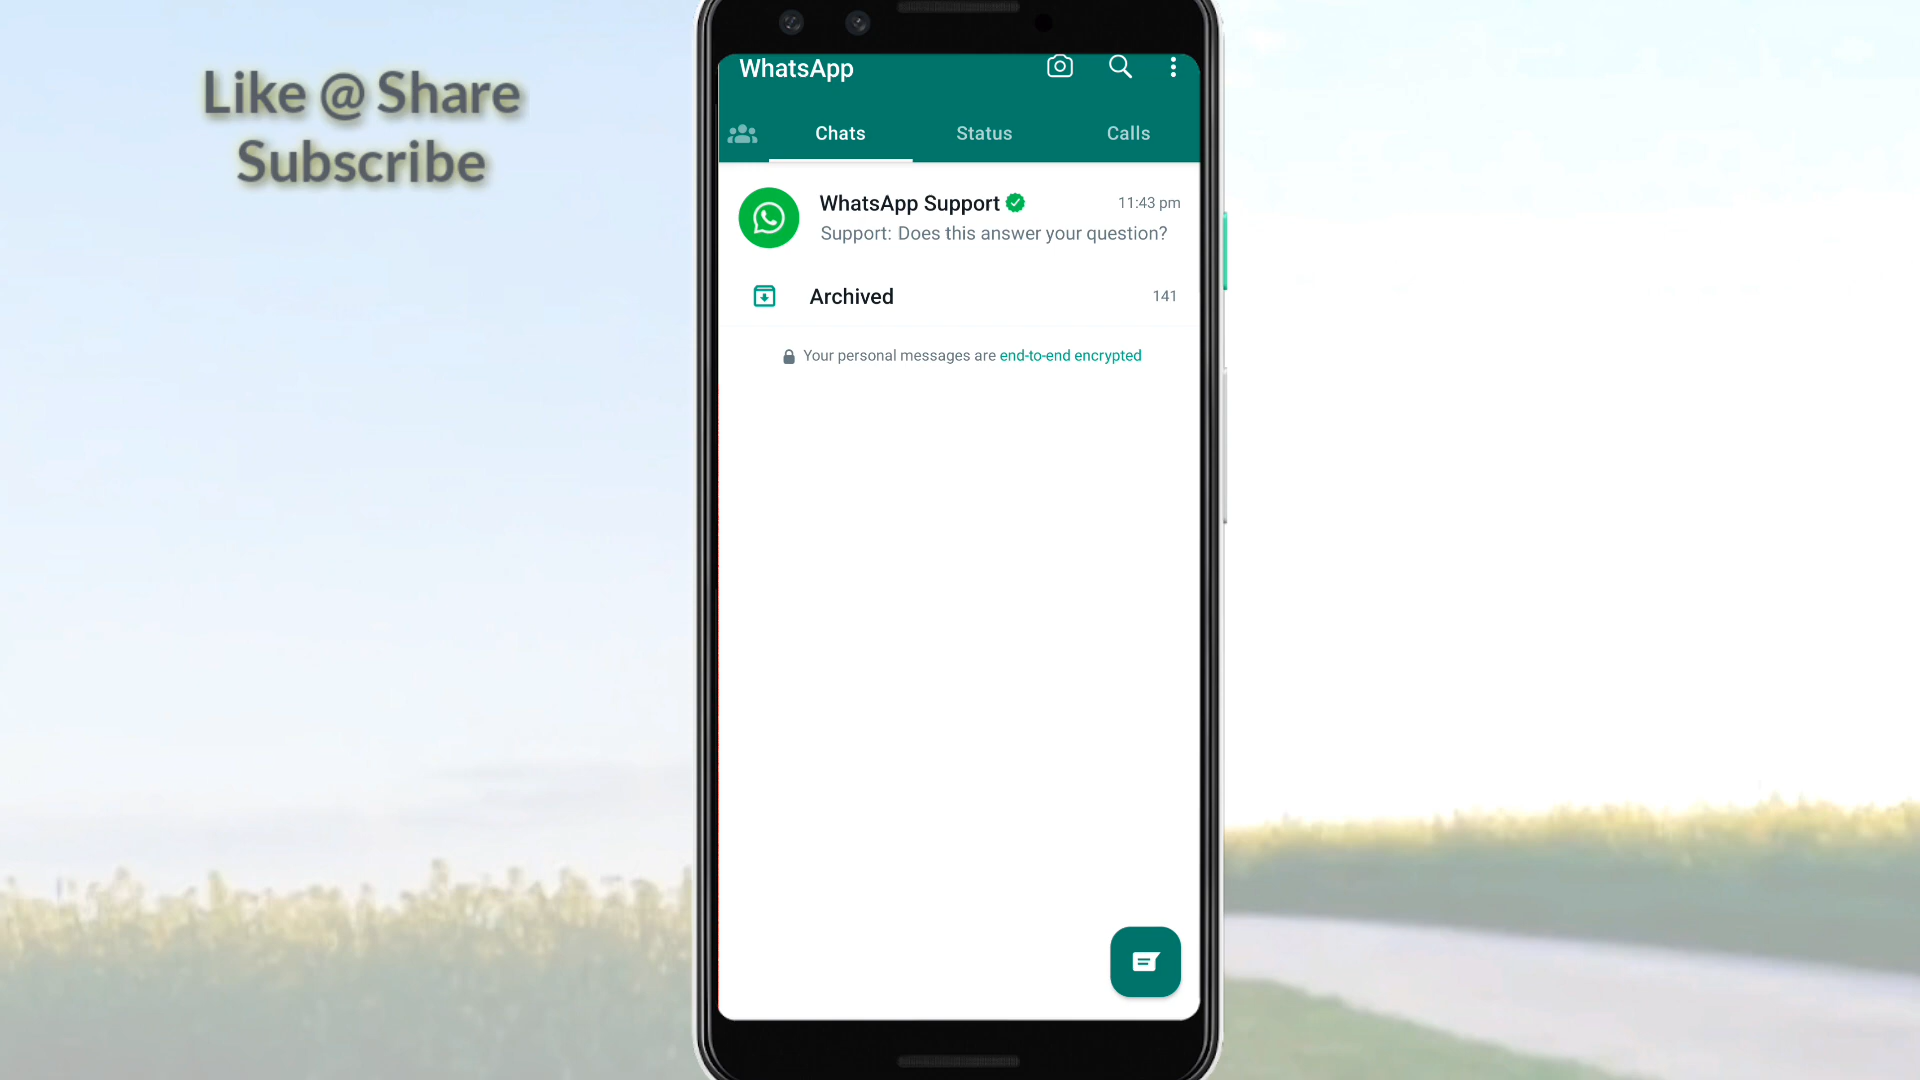 Like @ Share
Subscribe
WhatsApp
Chats
Status
Calls
WhatsApp Support
11:43 pm
Support: Does this answer your question?
Archived
141
Your personal messages are end-to-end encrypted